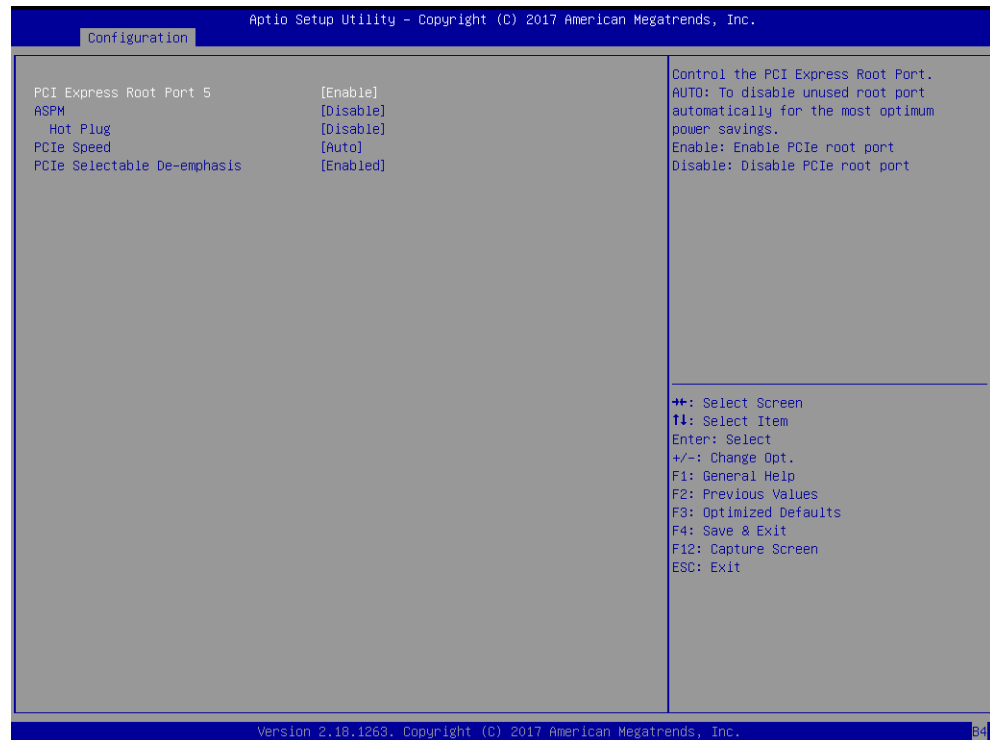 Aptio Setup Utility – Copyright (C) 2017 American Megatrends, Inc.
Configuration
PCI Express Root Port 5 [Enable]
ASPM [Disable]
Hot Plug [Disable]
PCIe Speed [Auto]
PCIe Selectable De-emphasis [Enabled]
Control the PCI Express Root Port.
AUTO: To disable unused root port
automatically for the most optimum
power savings.
Enable: Enable PCIe root port
Disable: Disable PCIe root port
→←: Select Screen
↑↓: Select Item
Enter: Select
+/-: Change Opt.
F1: General Help
F2: Previous Values
F3: Optimized Defaults
F4: Save & Exit
F12: Capture Screen
ESC: Exit
Version 2.18.1263. Copyright (C) 2017 American Megatrends, Inc.
B4